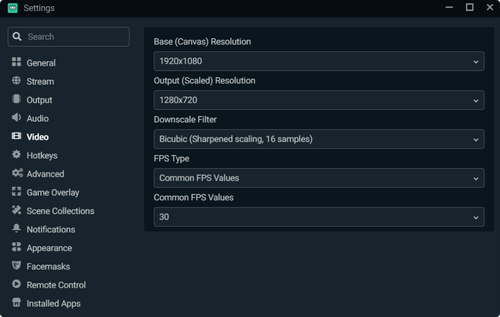 Settings
Search
General
Stream
Output
Audio
Video
Hotkeys
Advanced
Game Overlay
Scene Collections
Notifications
Appearance
Facemasks
Remote Control
Installed Apps
Base (Canvas) Resolution
1920x1080
Output (Scaled) Resolution
1280x720
Downscale Filter
Bicubic (Sharpened scaling, 16 samples)
FPS Type
Common FPS Values
Common FPS Values
30